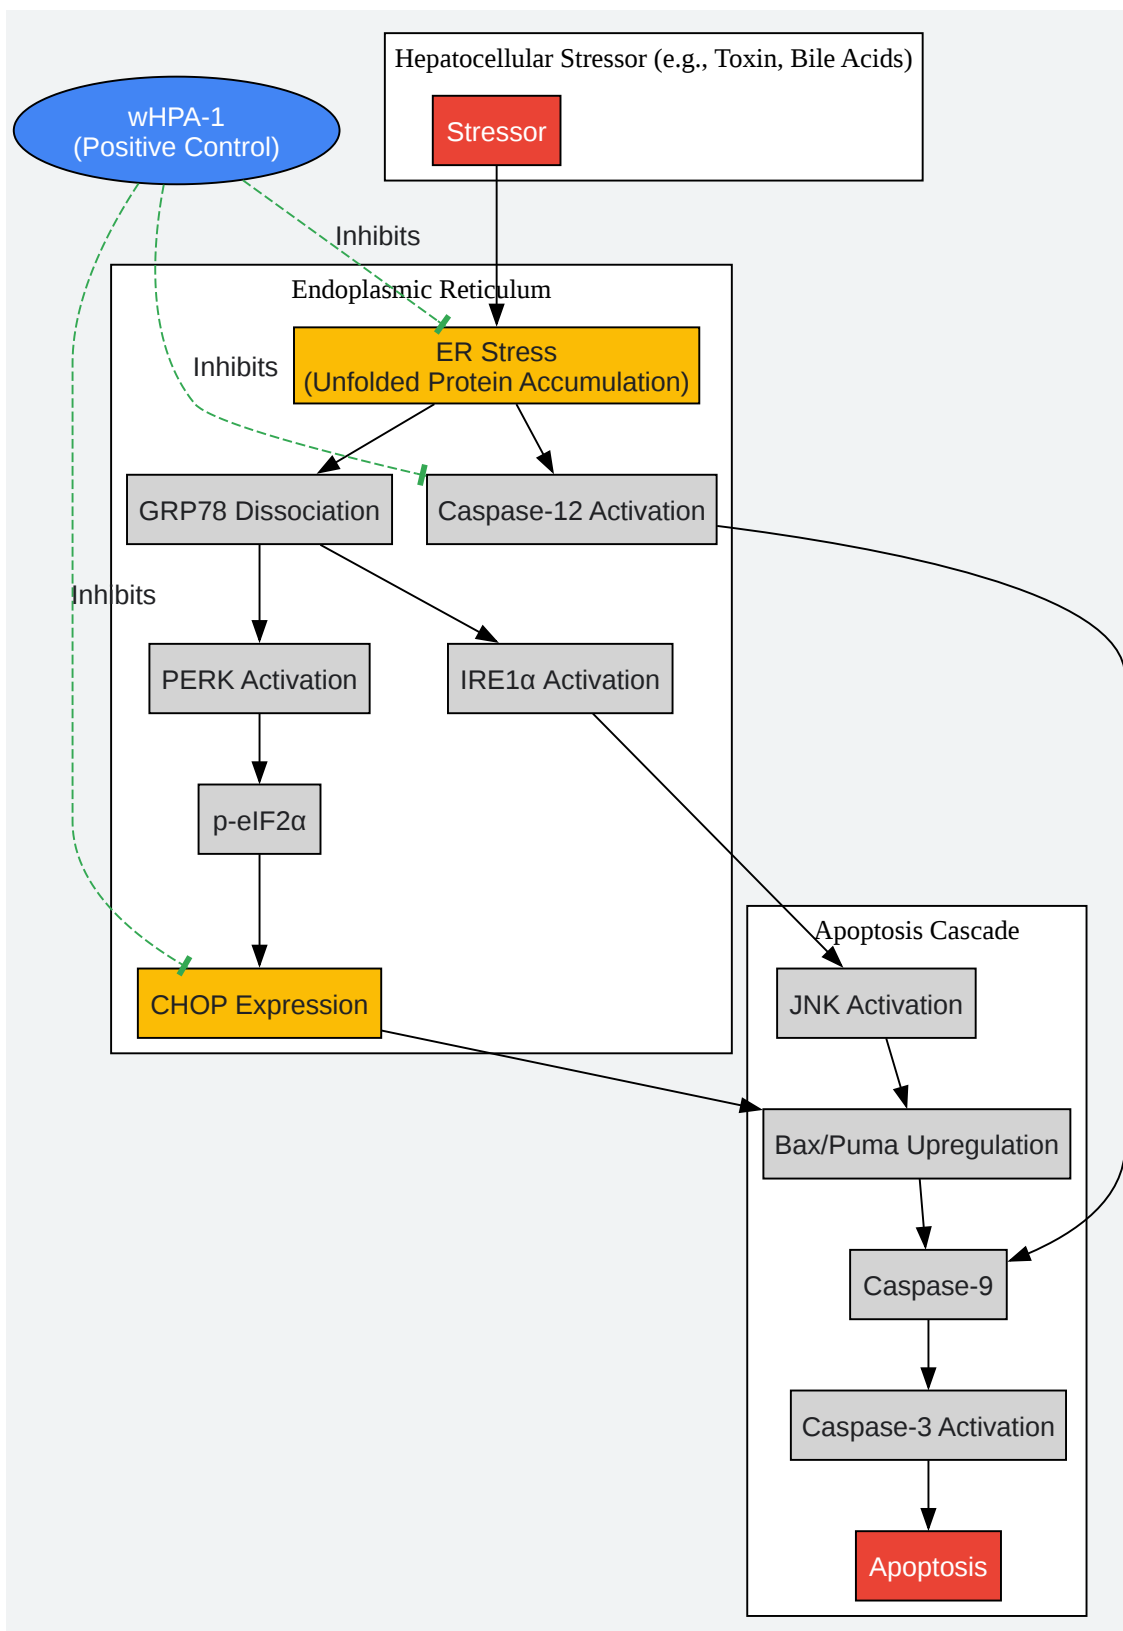 Hepatocellular Stressor (e.g., Toxin, Bile Acids)
wHPA-1
(Positive Control)
Stressor
Inhibits
Endoplasmic Reticulum
ER Stress
(Unfolded Protein Accumulation)
Inhibits
GRP78 Dissociation
Caspase-12 Activation
Inhibits
PERK Activation
IRE1α Activation
p-eIF2α
Apoptosis Cascade
CHOP Expression
JNK Activation
Bax/Puma Upregulation
Caspase-9
Caspase-3 Activation
Apoptosis